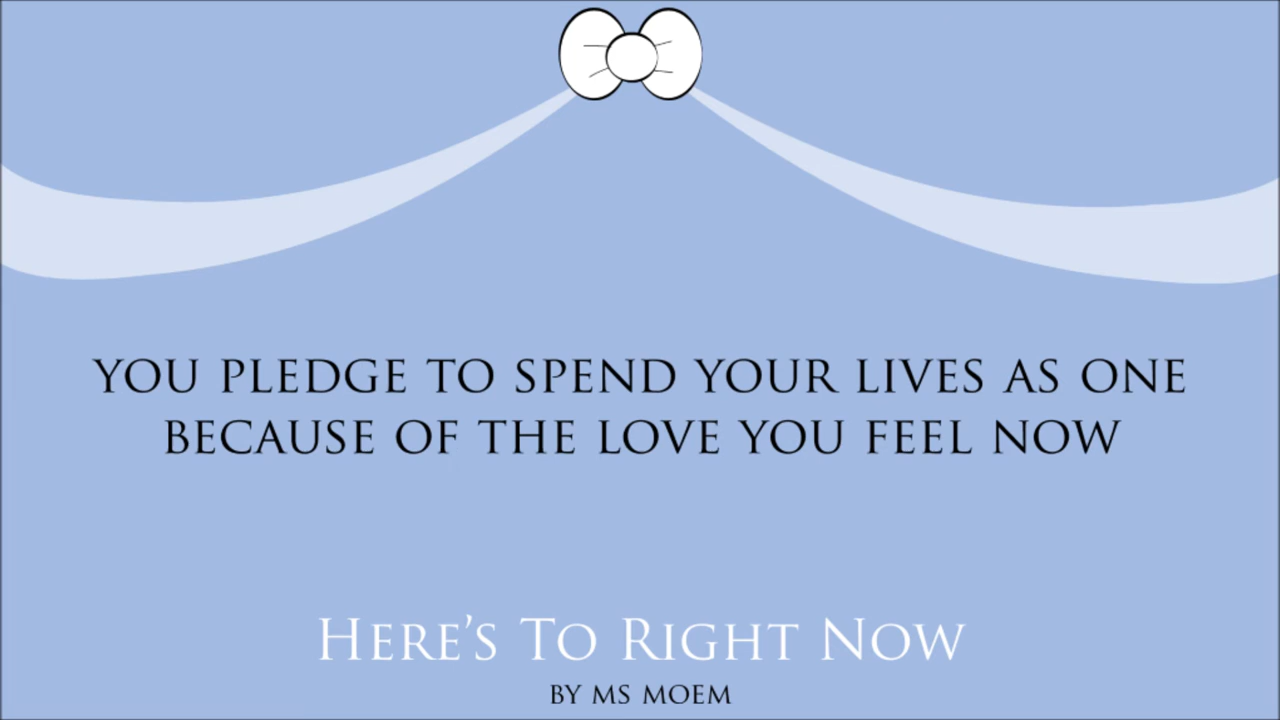 YOU PLEDGE TO SPEND YOUR LIVES AS ONE
BECAUSE OF THE LOVE YOU FEEL NOW
HERE'S TO RIGHT NOW
BY MS MOEM